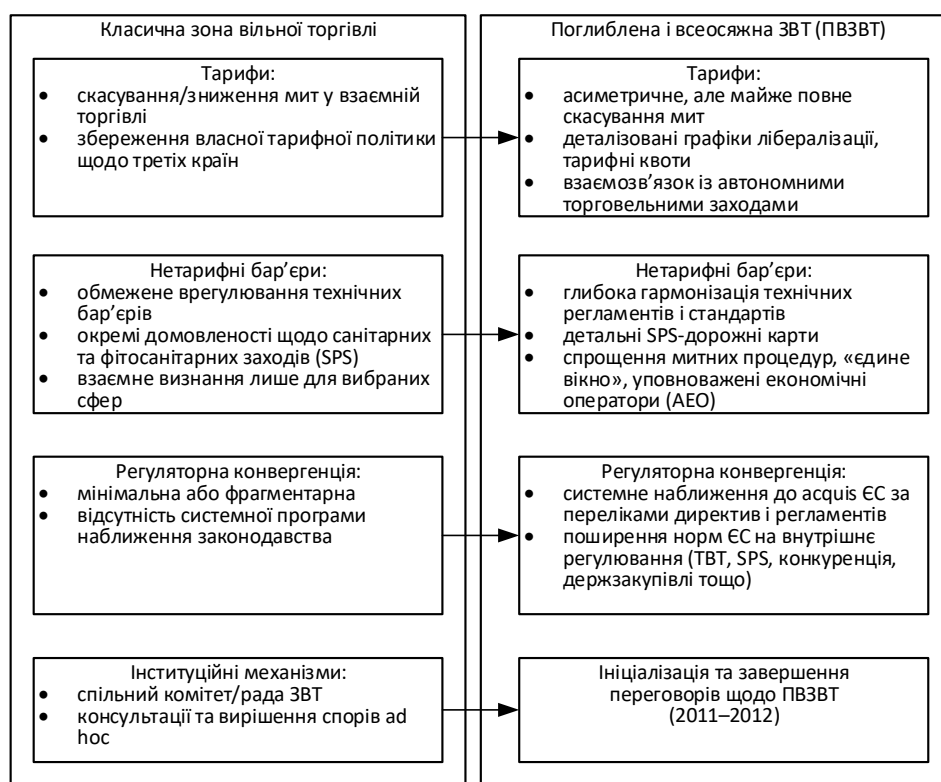 Класична зона вільної торгівлі
Тарифи:
• скасування/зниження мит у взаємній
торгівлі
• збереження власної тарифної політики
щодо третіх країн
Нетарифні бар’єри:
• обмежене врегулювання технічних
бар’єрів
• окремі домовленості щодо санітарних
та фітосанітарних заходів (SPS)
• взаємне визнання лише для вибраних
сфер
Регуляторна конвергенція:
• мінімальна або фрагментарна
• відсутність системної програми
наближення законодавства
Інституційні механізми:
• спільний комітет/рада ЗВТ
• консультації та вирішення спорів ad
hoc
Поглиблена і всеосяжна ЗВТ (ПВЗВТ)
Тарифи:
• асиметричне, але майже повне
скасування мит
• деталізовані графіки лібералізації,
тарифні квоти
• взаємозв’язок із автономними
торговельними заходами
Нетарифні бар’єри:
• глибока гармонізація технічних
регламентів і стандартів
• детальні SPS-дорожні карти
• спрощення митних процедур, «єдине
вікно», уповноважені економічні
оператори (АЕО)
Регуляторна конвергенція:
• системне наближення до acquis ЄС за
переліками директив і регламентів
• поширення норм ЄС на внутрішнє
регулювання (ТВТ, SPS, конкуренція,
держзакупівлі тощо)
Ініціалізація та завершення
переговорів щодо ПВЗВТ
(2011–2012)